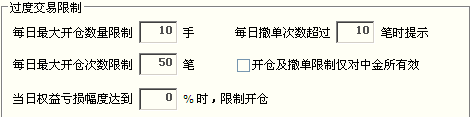 过度交易限制
每日最大开仓数量限制 10 手 每日撤单次数超过 10 笔时提示
每日最大开仓次数限制 50 笔 开仓及撤单限制仅对中金所有效
当日权益亏损幅度达到 0 %时，限制开仓